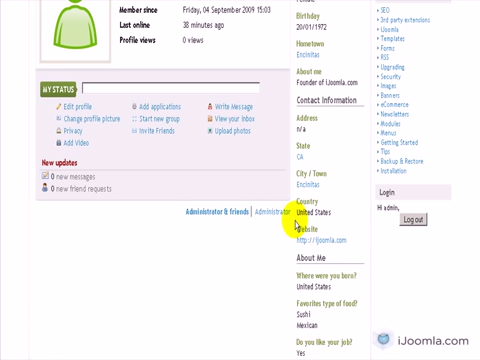 Member since Friday, 04 September 2009 15:03
Last online 38 minutes ago
Profile views 0 views
MY STATUS
Edit profile
Add applications
Write Message
Change profile picture
Start new group
View your inbox
Privacy
Invite Friends
Upload photos
Add Video
New updates
0 new messages
0 new friend requests
Administrator & friends | Administrator
Birthday
20/01/1972
Hometown
Encinitas
About me
Founder of iJoomla.com
Contact Information
Address
n/a
State
CA
City / Town
Encinitas
Country
United States
Website
http://ijoomla.com
About Me
Where were you born?
United States
Favorites type of food?
Sushi
Mexican
Do you like your job?
Yes
SEO
3rd party extensions
iJoomla
Templates
Forms
RSS
Upgrading
Security
Images
Banners
eCommerce
Newsletters
Modules
Menus
Getting Started
Tips
Backup & Restore
Installation
Login
Hi admin,
Log out
iJoomla.com